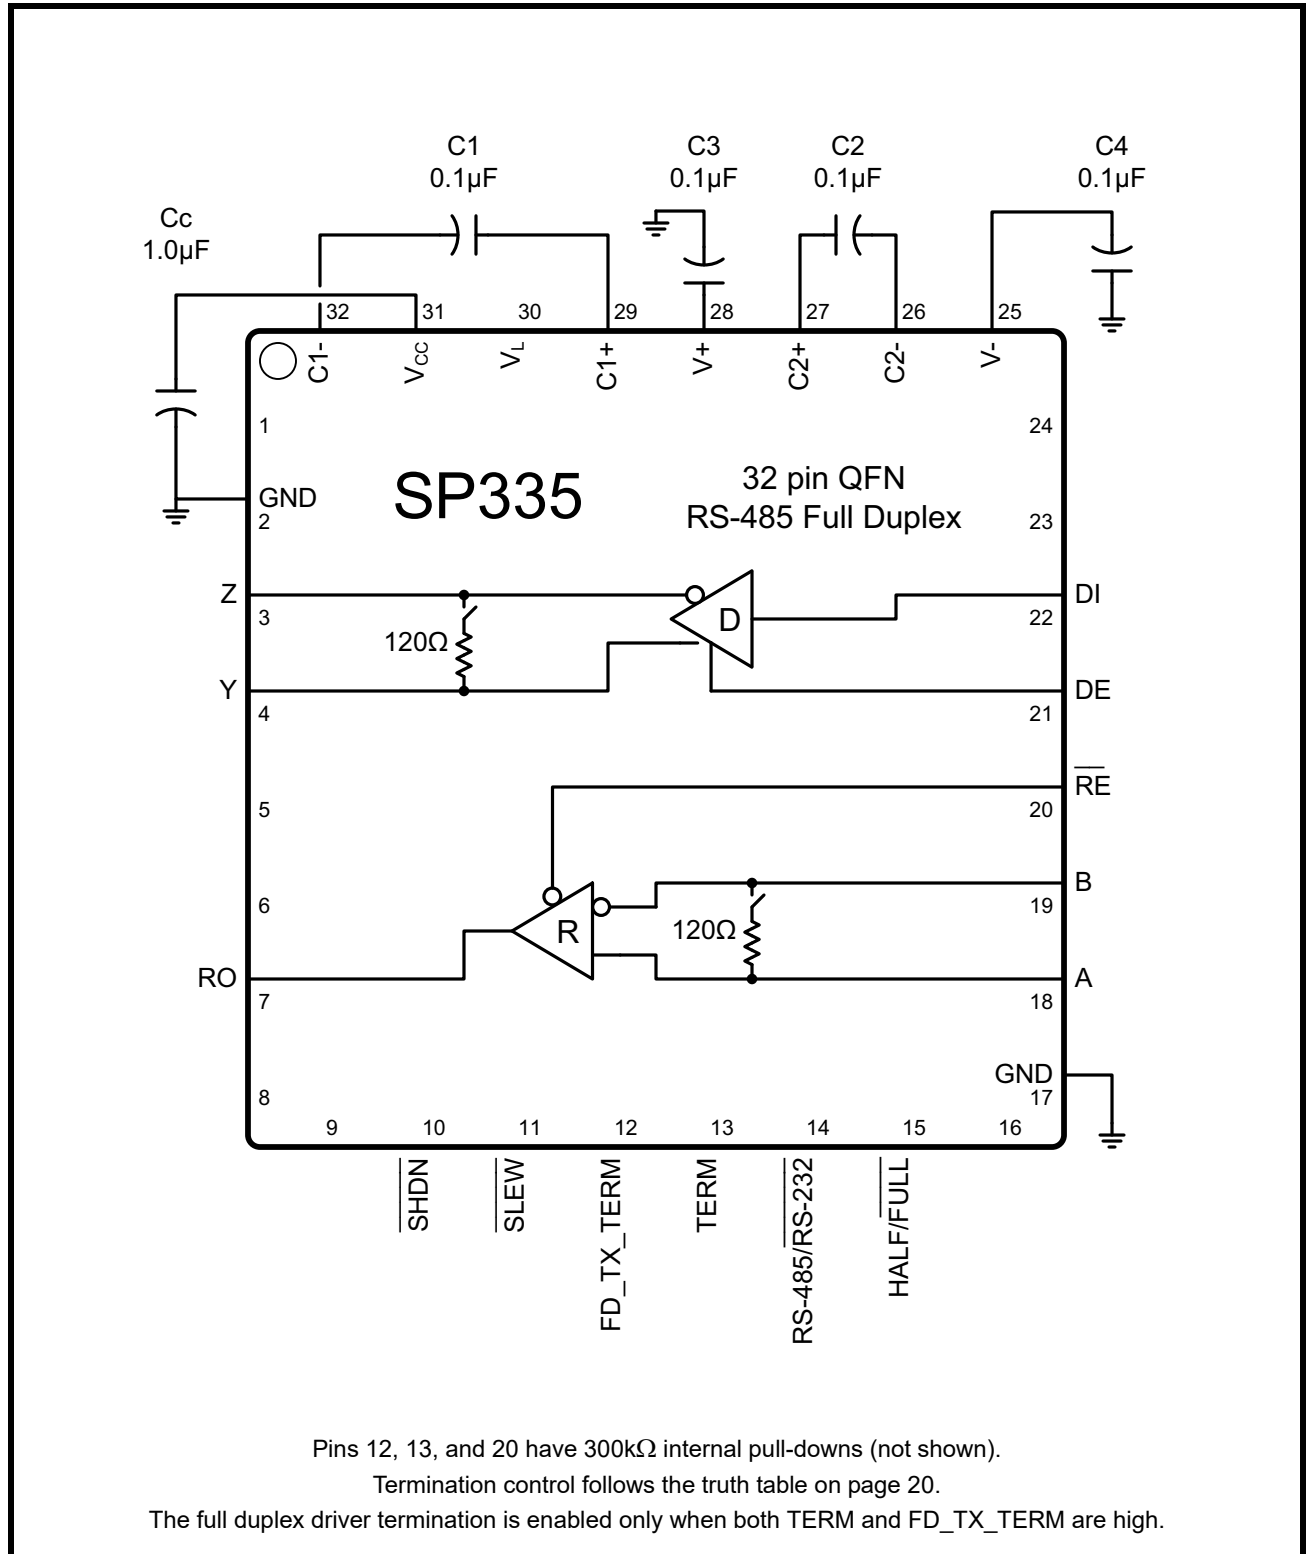 C1
0.1µF
C3
0.1µF
C2
0.1µF
C4
0.1µF
Cc
1.0µF
32
31
30
29
28
27
26
25
C1-
VCC
VL
C1+
V+
C2+
C2-
V-
1
24
SP335
32 pin QFN
RS-485 Full Duplex
GND
2
23
Z
3
DI
22
D
120Ω
Y
4
DE
21
RE
20
5
B
19
6
R
120Ω
RO
7
A
18
GND
17
8
9
10
11
12
13
14
15
16
SHDN
SLEW
FD_TX_TERM
TERM
RS-485/RS-232
HALF/FULL
Pins 12, 13, and 20 have 300kΩ internal pull-downs (not shown).
Termination control follows the truth table on page 20.
The full duplex driver termination is enabled only when both TERM and FD_TX_TERM are high.